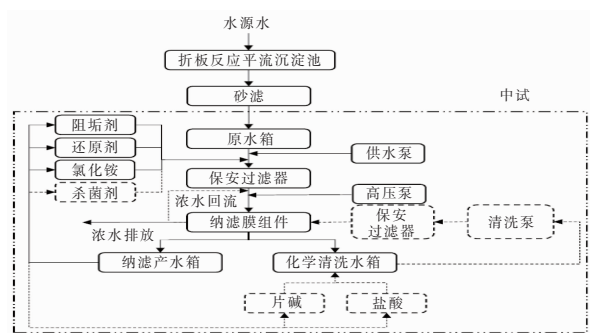 水源水
折板反应平流沉淀池
砂滤
中试
阻垢剂
原水箱
还原剂
供水泵
氯化铵
保安过滤器
杀菌剂
浓水回流
高压泵
纳滤膜组件
保安
过滤器
清洗泵
浓水排放
纳滤产水箱
化学清洗水箱
片碱
盐酸